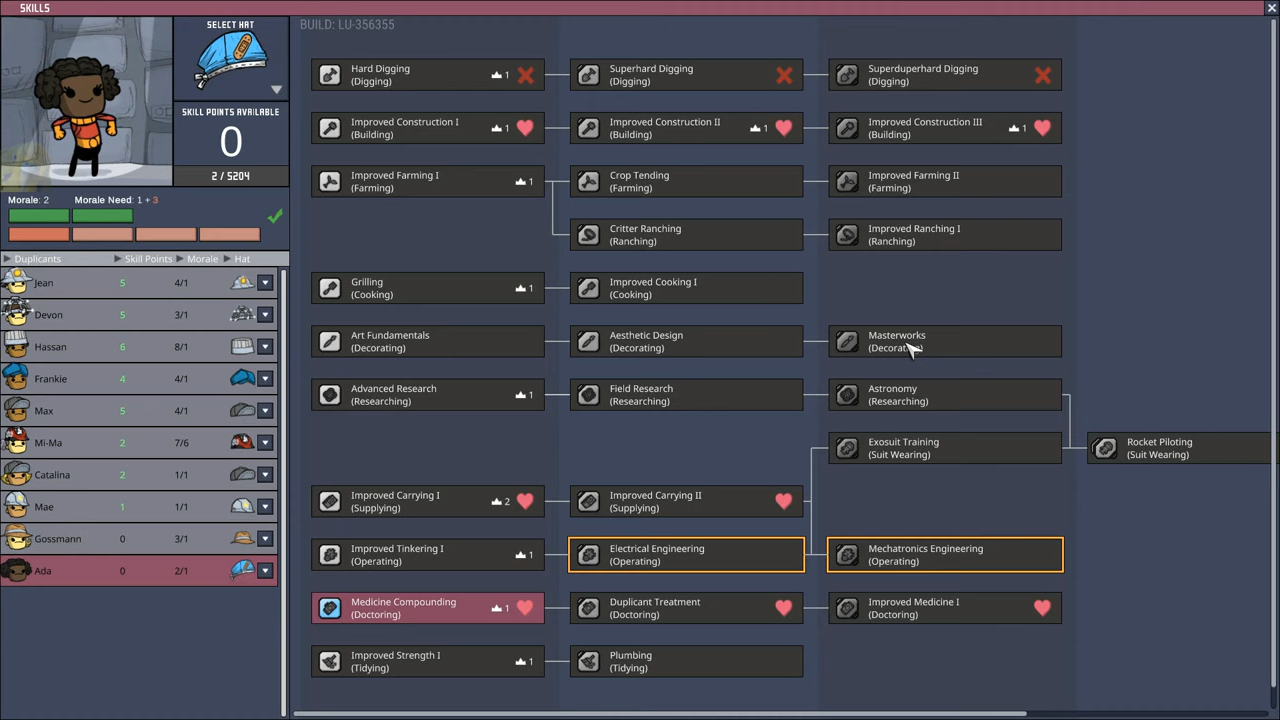 SKILLS
BUILD: LU-356355
SELECT HAT
SKILL POINTS AVAILABLE
0
2 / 5204
Morale: 2 Morale Need: 1 + 3
Duplicants Skill Points Morale Hat
Jean 5 4/1
Devon 5 3/1
Hassan 6 8/1
Frankie 4 4/1
Max 5 4/1
Mi-Ma 2 7/6
Catalina 2 1/1
Mae 1 1/1
Gossmann 0 3/1
Ada 0 2/1
Hard Digging
(Digging)
1
Superhard Digging
(Digging)
Superduperhard Digging
(Digging)
Improved Construction I
(Building)
1
Improved Construction II
(Building)
1
Improved Construction III
(Building)
1
Improved Farming I
(Farming)
1
Crop Tending
(Farming)
Improved Farming II
(Farming)
Critter Ranching
(Ranching)
Improved Ranching I
(Ranching)
Grilling
(Cooking)
1
Improved Cooking I
(Cooking)
Art Fundamentals
(Decorating)
Aesthetic Design
(Decorating)
Masterworks
(Decorating)
Advanced Research
(Researching)
1
Field Research
(Researching)
Astronomy
(Researching)
Exosuit Training
(Suit Wearing)
Rocket Piloting
(Suit Wearing)
Improved Carrying I
(Supplying)
2
Improved Carrying II
(Supplying)
Improved Tinkering I
(Operating)
1
Electrical Engineering
(Operating)
Mechatronics Engineering
(Operating)
Medicine Compounding
(Doctoring)
1
Duplicant Treatment
(Doctoring)
Improved Medicine I
(Doctoring)
Improved Strength I
(Tidying)
1
Plumbing
(Tidying)